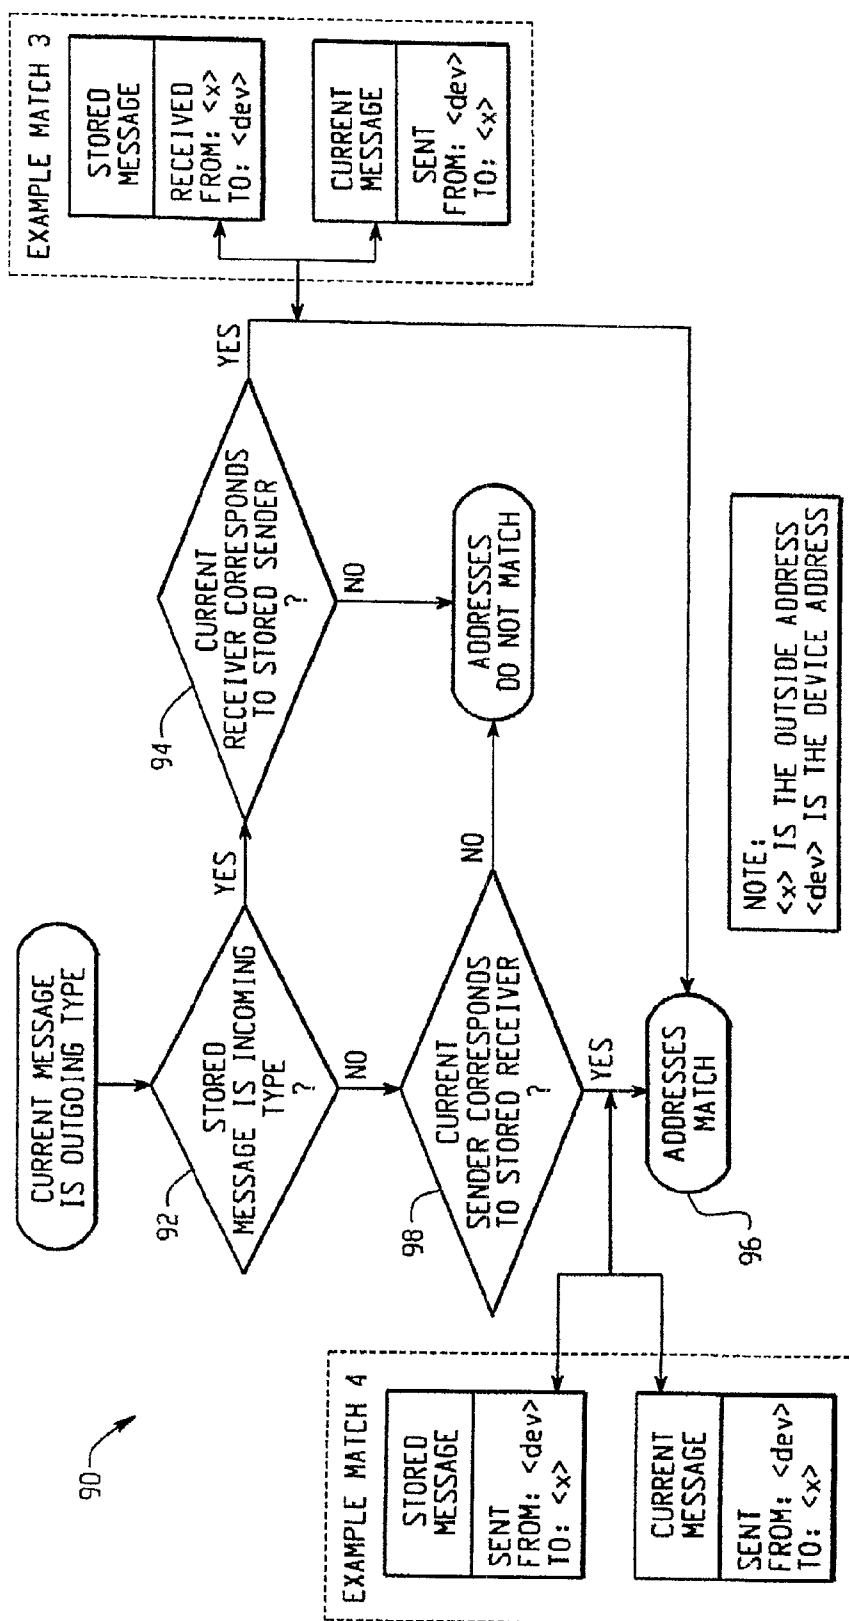 90
CURRENT MESSAGE
IS OUTGOING TYPE
92
STORED
MESSAGE IS INCOMING
TYPE
?
YES
NO
94
CURRENT
RECEIVER CORRESPONDS
TO STORED SENDER
?
YES
NO
EXAMPLE MATCH 3
STORED
MESSAGE
RECEIVED
FROM: <x>
TO: <dev>
CURRENT
MESSAGE
SENT
FROM: <dev>
TO: <x>
98
CURRENT
SENDER CORRESPONDS
TO STORED RECEIVER
?
NO
YES
ADDRESSES
DO NOT MATCH
EXAMPLE MATCH 4
STORED
MESSAGE
SENT
FROM: <dev>
TO: <x>
CURRENT
MESSAGE
SENT
FROM: <dev>
TO: <x>
ADDRESSES
MATCH
96
NOTE:
<x> IS THE OUTSIDE ADDRESS
<dev> IS THE DEVICE ADDRESS